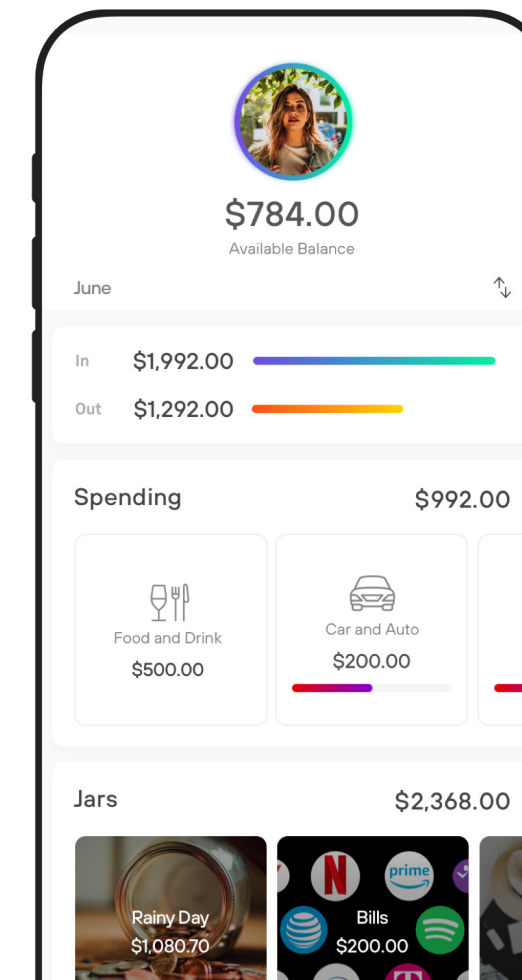 $784.00
Available Balance
June
In $1,992.00
Out $1,292.00
Spending $992.00
Food and Drink
$500.00
Car and Auto
$200.00
Jars $2,368.00
prime
Rainy Day
$1,080.70
Bills
$200.00